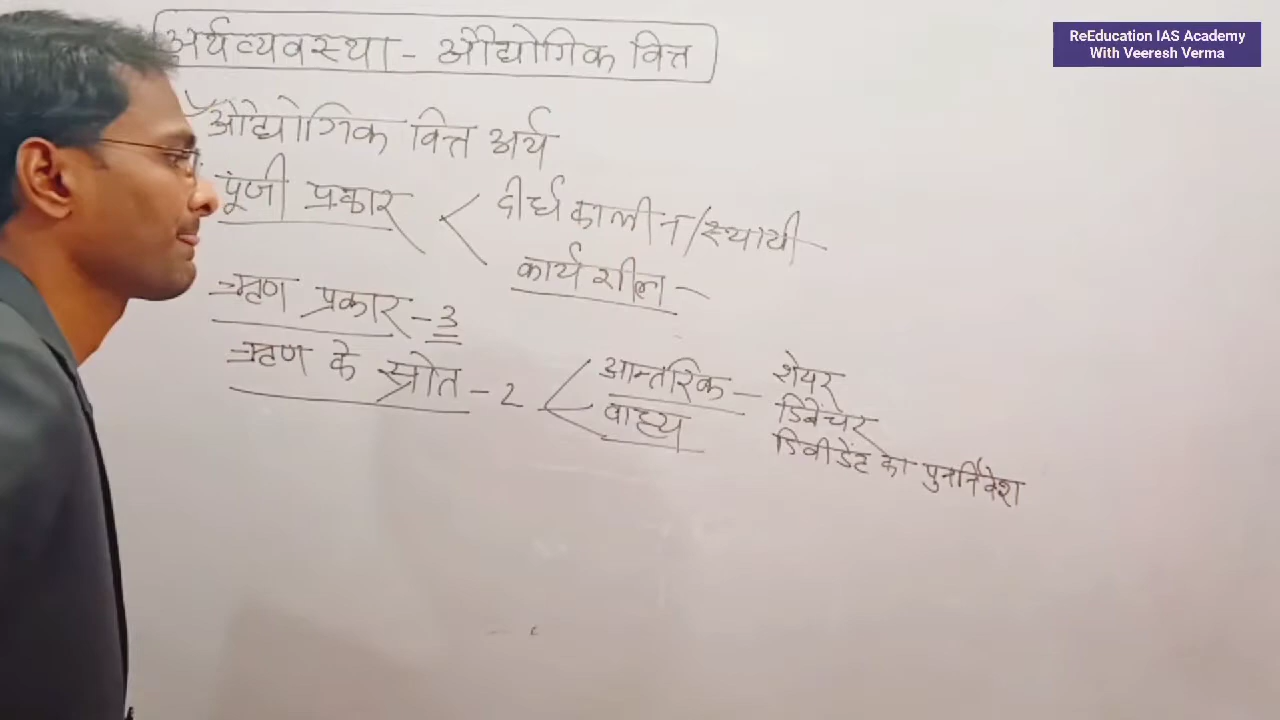 ReEducation IAS Academy
With Veeresh Verma
अर्थव्यवस्था - औद्योगिक वित्त
औद्योगिक वित्त अर्थ
पूंजी प्रकार < दीर्घकालीन/स्थायी
कार्यशील -
ऋण प्रकार - 3
ऋण के स्रोत - 2 < आन्तरिक - शेयर
वाह्य
डिबेंचर
डिवीडेंट का पुनर्निवेश